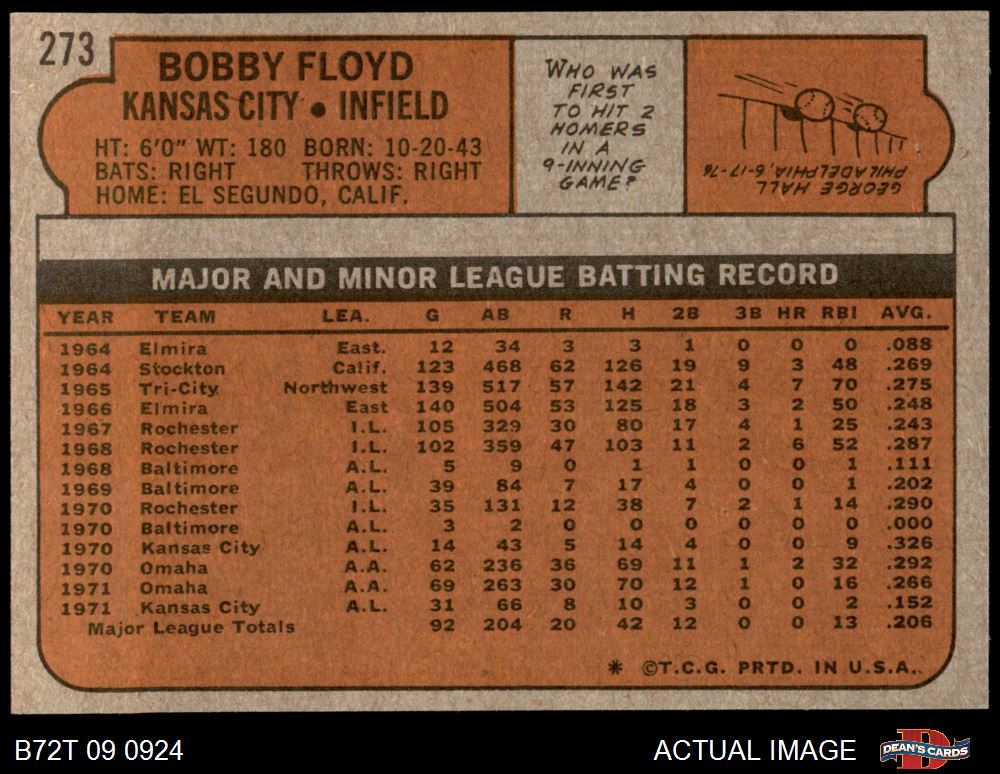 273
BOBBY FLOYD
KANSAS CITY • INFIELD
HT: 6'0" WT: 180 BORN: 10-20-43
BATS: RIGHT THROWS: RIGHT
HOME: EL SEGUNDO, CALIF.
WHO WAS
FIRST
TO HIT 2
HOMERS
IN A
9-INNING
GAME?
GEORGE HALL
PHILADELPHIA, 6-17-76
MAJOR AND MINOR LEAGUE BATTING RECORD
YEAR TEAM LEA. G AB R H 2B 3B HR RBI AVG.
1964 Elmira East. 12 34 3 3 1 0 0 0 .088
1964 Stockton Calif. 123 468 62 126 19 9 3 48 .269
1965 Tri-City Northwest 139 517 57 142 21 4 7 70 .275
1966 Elmira East 140 504 53 125 18 3 2 50 .248
1967 Rochester I.L. 105 329 30 80 17 4 1 25 .243
1968 Rochester I.L. 102 359 47 103 11 2 6 52 .287
1968 Baltimore A.L. 5 9 0 1 1 0 0 1 .111
1969 Baltimore A.L. 39 84 7 17 4 0 0 1 .202
1970 Rochester I.L. 35 131 12 38 7 2 1 14 .290
1970 Baltimore A.L. 3 2 0 0 0 0 0 0 .000
1970 Kansas City A.L. 14 43 5 14 4 0 0 9 .326
1970 Omaha A.A. 62 236 36 69 11 1 2 32 .292
1971 Omaha A.A. 69 263 30 70 12 1 0 16 .266
1971 Kansas City A.L. 31 66 8 10 3 0 0 2 .152
Major League Totals 92 204 20 42 12 0 0 13 .206
* ©T.C.G. PRTD. IN U.S.A.
B72T 09 0924
ACTUAL IMAGE
DEAN'S CARDS